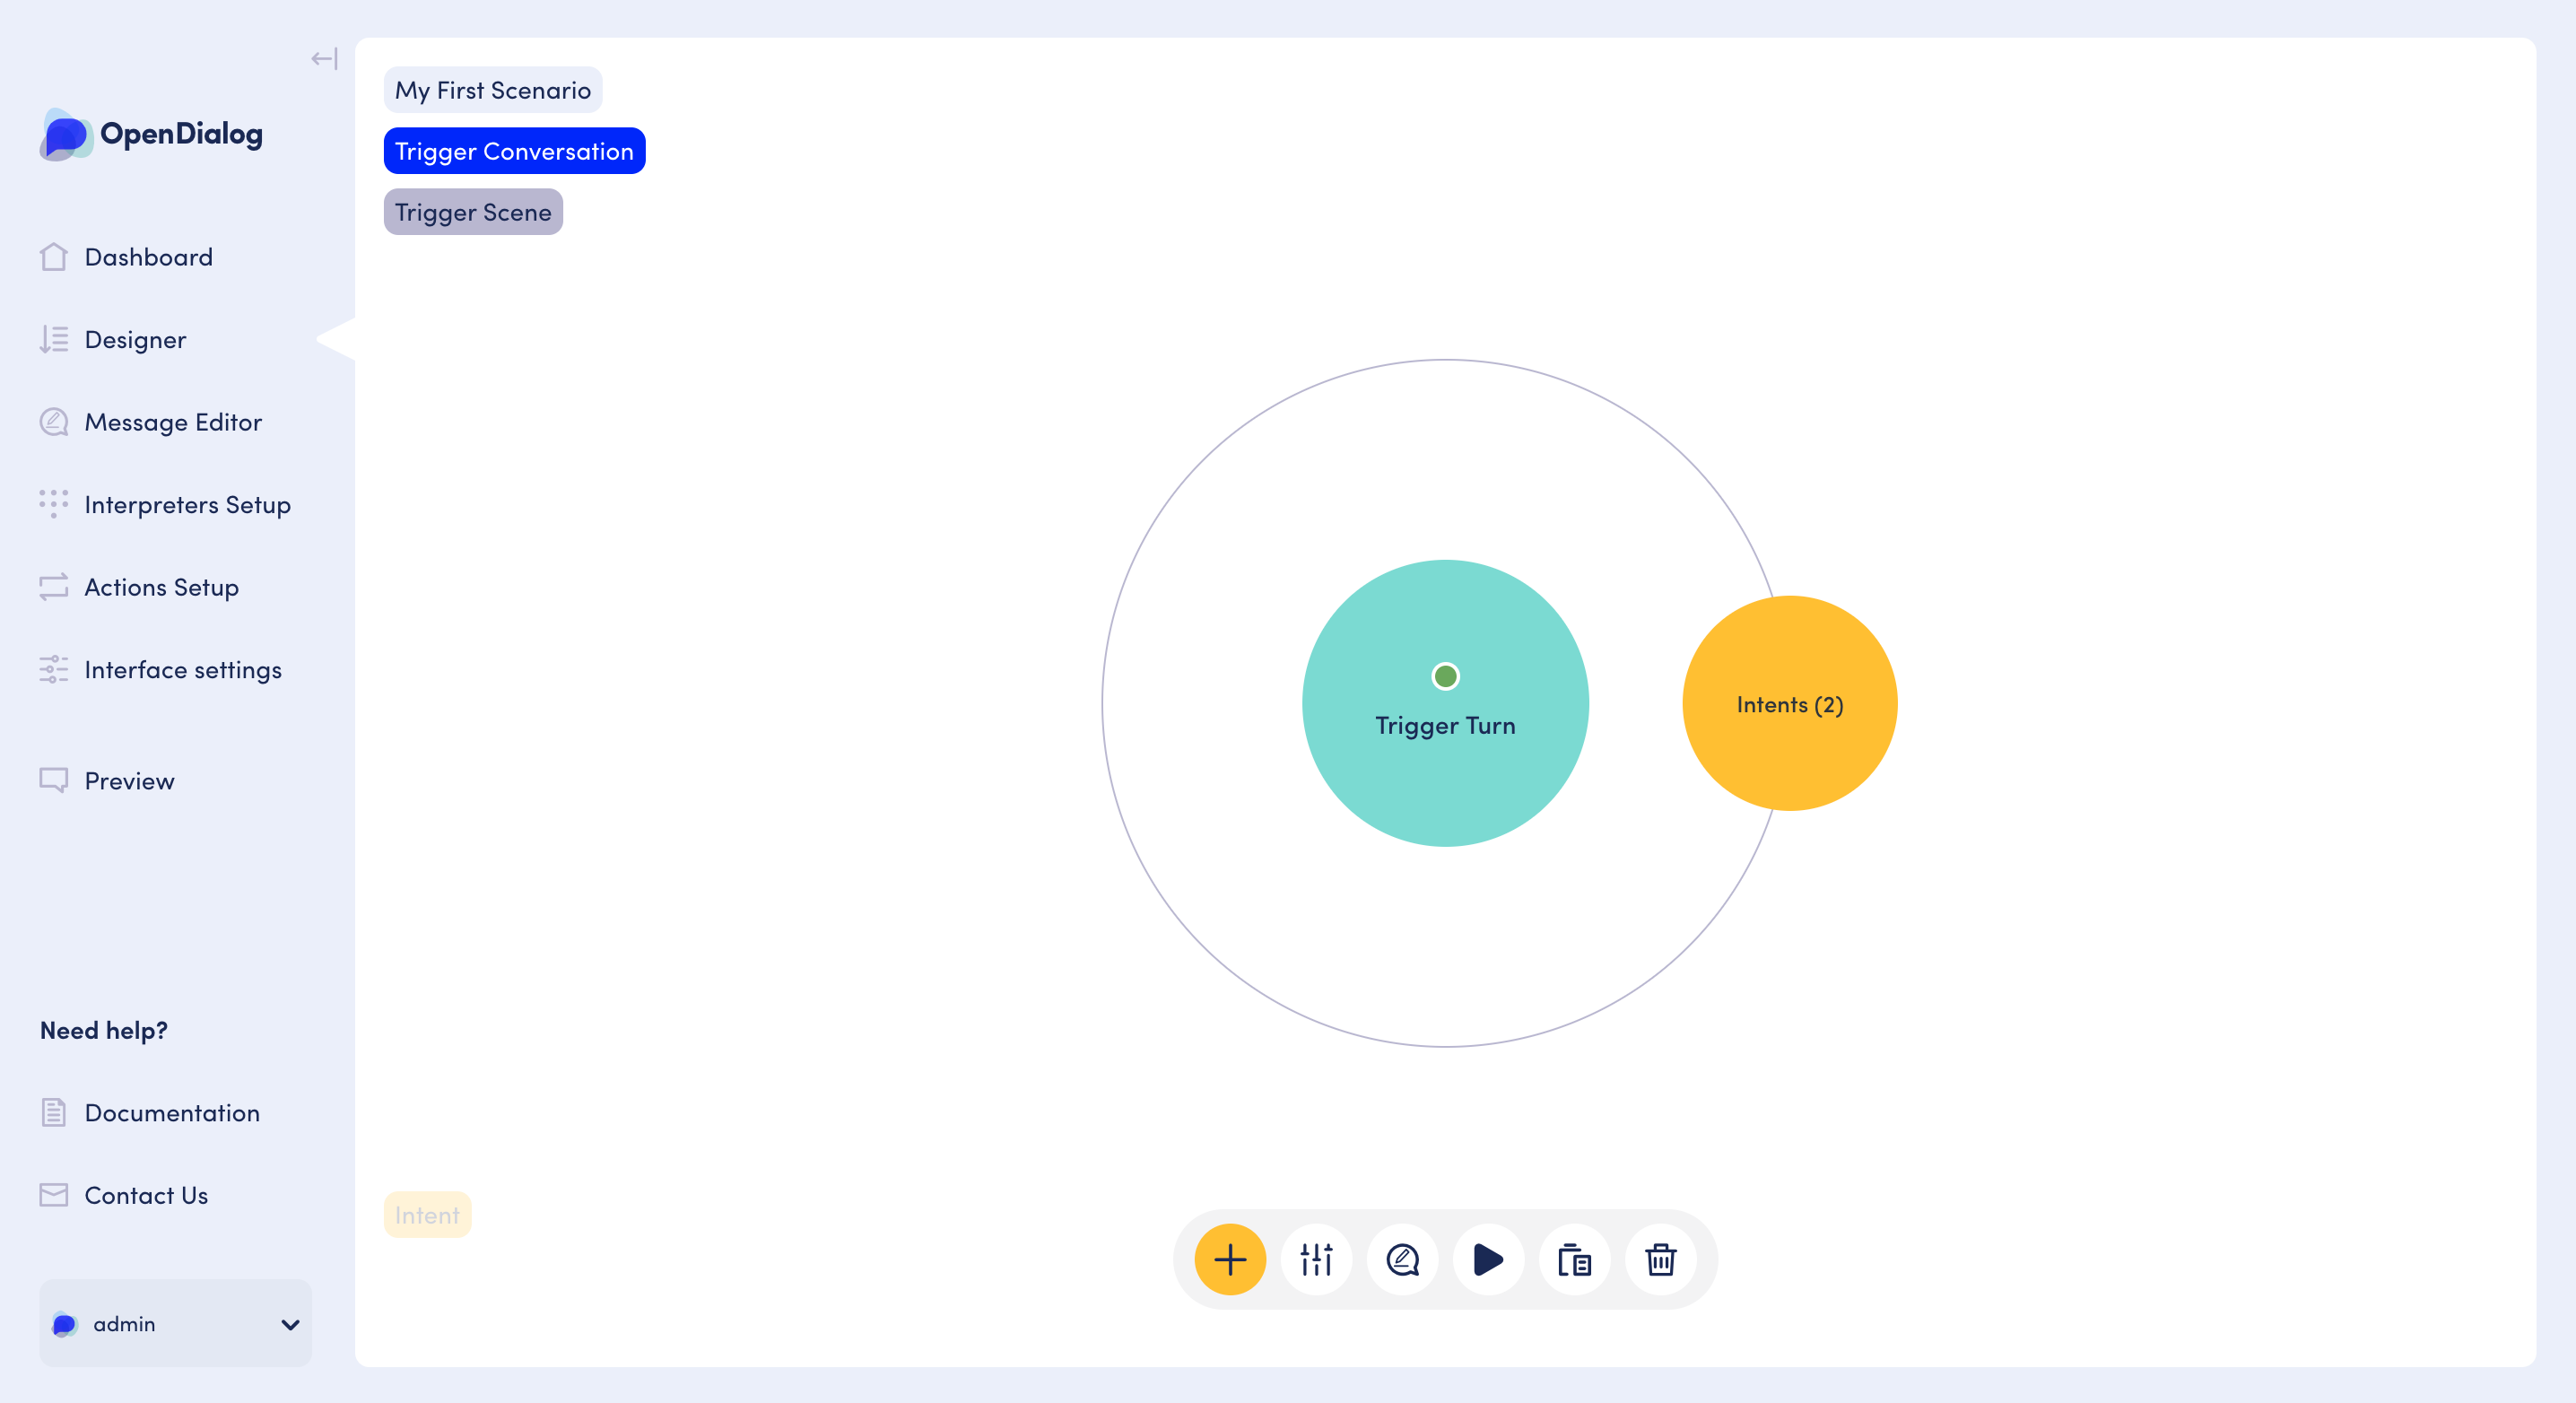 OpenDialog
Dashboard
Designer
Message Editor
Interpreters Setup
Actions Setup
Interface settings
Preview
Need help?
Documentation
Contact Us
admin
My First Scenario
Trigger Conversation
Trigger Scene
Trigger Turn
Intents (2)
Intent